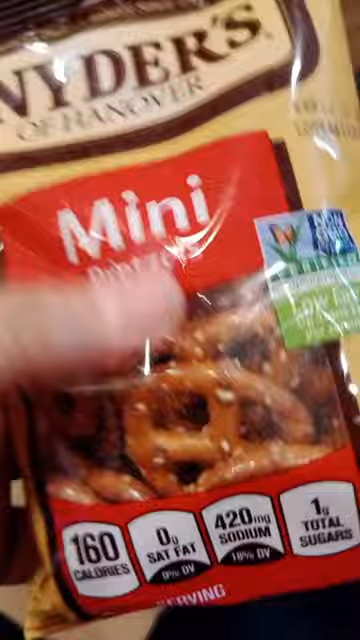 NYDER'S
OF HANOVER
Mini
160
CALORIES
0g
SAT FAT
0% DV
420mg
SODIUM
18% DV
1g
TOTAL
SUGARS
SERVING